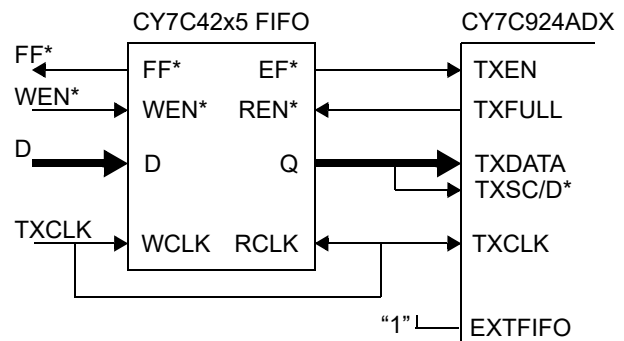 CY7C42x5 FIFO
CY7C924ADX
FF*
FF*
EF*
TXEN
WEN*
WEN*
REN*
TXFULL
D
D
Q
TXDATA
TXSC/D*
TXCLK
WCLK
RCLK
TXCLK
“1”
EXTFIFO